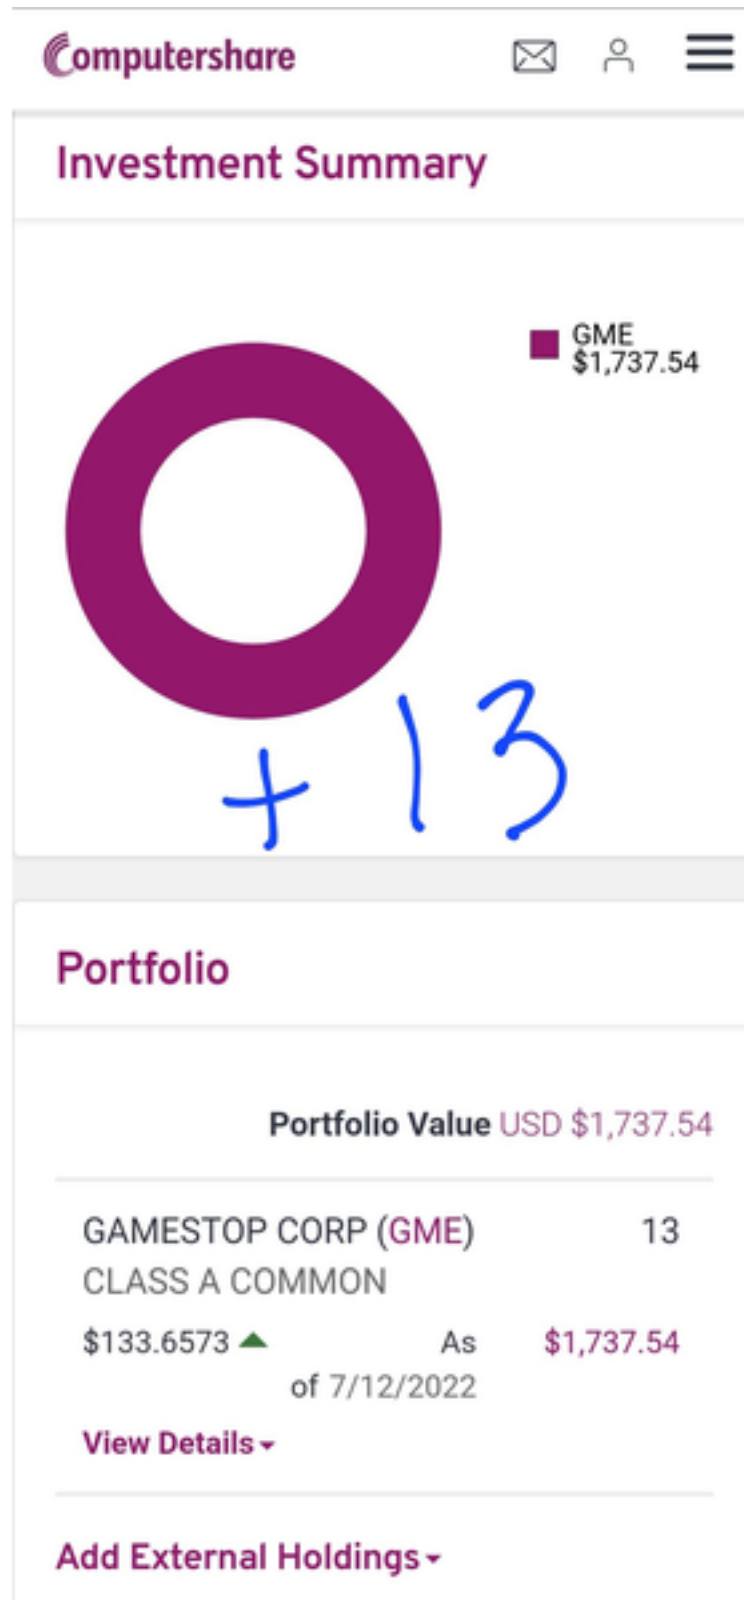 Computershare
Investment Summary
GME
$1,737.54
+ 13
Portfolio
Portfolio Value USD $1,737.54
GAMESTOP CORP (GME) 13
CLASS A COMMON
$133.6573 As $1,737.54
of 7/12/2022
View Details
Add External Holdings